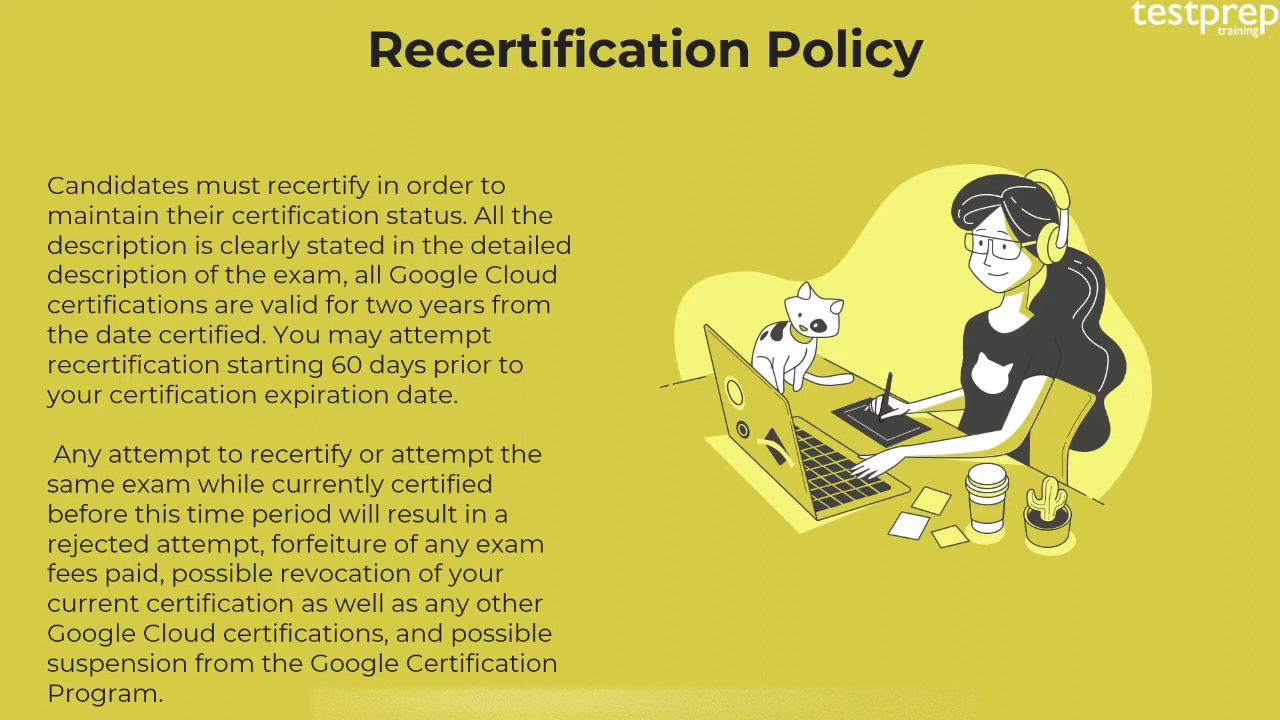 testprep
training
Recertification Policy
Candidates must recertify in order to
maintain their certification status. All the
description is clearly stated in the detailed
description of the exam, all Google Cloud
certifications are valid for two years from
the date certified. You may attempt
recertification starting 60 days prior to
your certification expiration date.
Any attempt to recertify or attempt the
same exam while currently certified
before this time period will result in a
rejected attempt, forfeiture of any exam
fees paid, possible revocation of your
current certification as well as any other
Google Cloud certifications, and possible
suspension from the Google Certification
Program.